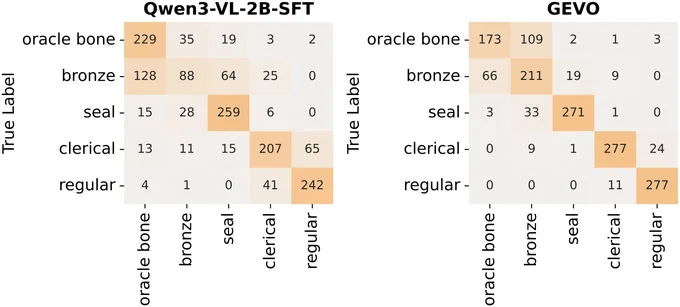 Qwen3-VL-2B-SFT
True Label
oracle bone 229 35 19 3 2
bronze 128 88 64 25 0
seal 15 28 259 6 0
clerical 13 11 15 207 65
regular 4 1 0 41 242
oracle bone bronze seal clerical regular
GEVO
True Label
oracle bone 173 109 2 1 3
bronze 66 211 19 9 0
seal 3 33 271 1 0
clerical 0 9 1 277 24
regular 0 0 0 11 277
oracle bone bronze seal clerical regular